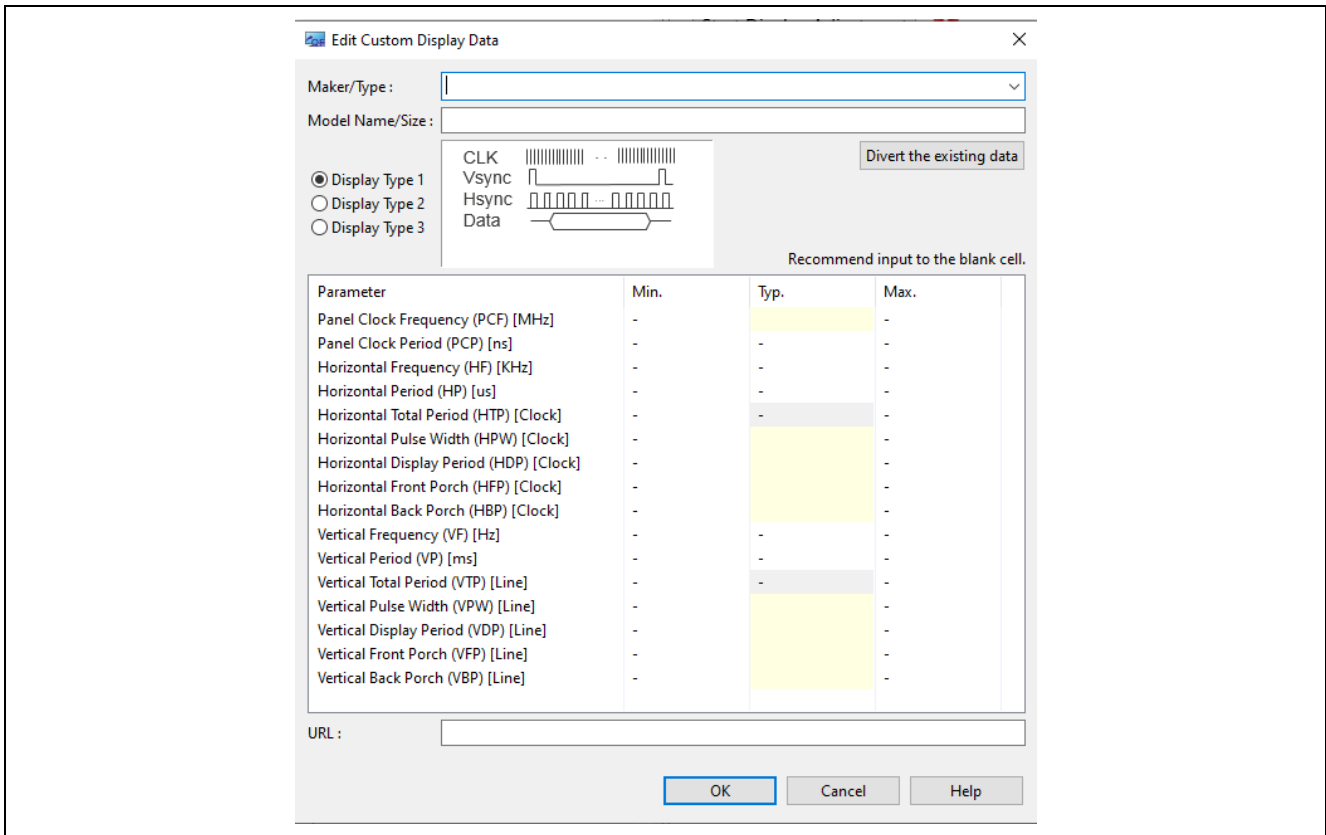 Edit Custom Display Data
Maker/Type :
Model Name/Size :
Display Type 1
Display Type 2
Display Type 3
CLK
Vsync
Hsync
Data
Divert the existing data
Recommend input to the blank cell.
Parameter Min. Typ. Max.
Panel Clock Frequency (PCF) [MHz] - -
Panel Clock Period (PCP) [ns] - - -
Horizontal Frequency (HF) [KHz] - - -
Horizontal Period (HP) [us] - - -
Horizontal Total Period (HTP) [Clock] - - -
Horizontal Pulse Width (HPW) [Clock] - -
Horizontal Display Period (HDP) [Clock] - -
Horizontal Front Porch (HFP) [Clock] - -
Horizontal Back Porch (HBP) [Clock] - -
Vertical Frequency (VF) [Hz] - - -
Vertical Period (VP) [ms] - - -
Vertical Total Period (VTP) [Line] - - -
Vertical Pulse Width (VPW) [Line] - -
Vertical Display Period (VDP) [Line] - -
Vertical Front Porch (VFP) [Line] - -
Vertical Back Porch (VBP) [Line] - -
URL :
OK Cancel Help